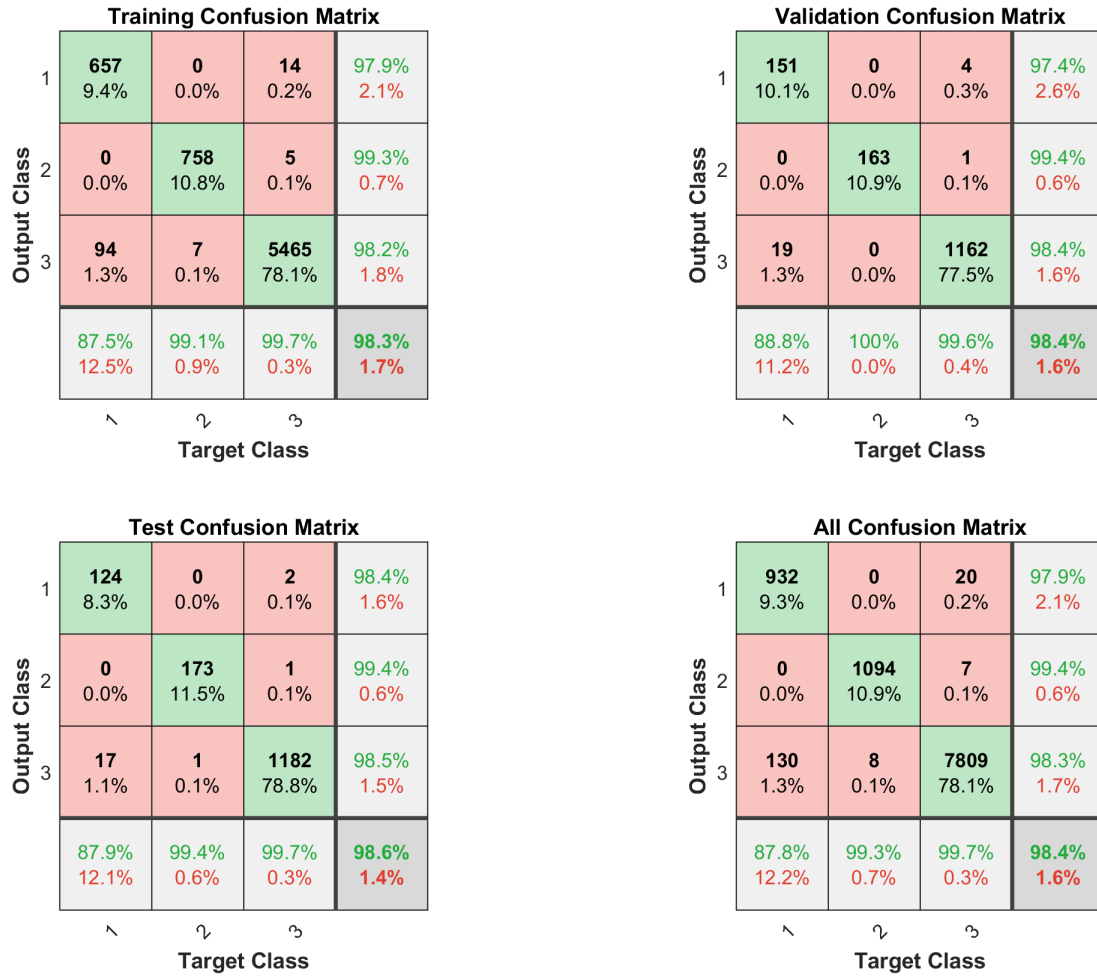 Training Confusion Matrix
657 0 14 97.9%
1
9.4% 0.0% 0.2% 2.1%
0 758 5 99.3%
2
0.0% 10.8% 0.1% 0.7%
94 7 5465 98.2%
3
1.3% 0.1% 78.1% 1.8%
87.5% 99.1% 99.7% 98.3%
12.5% 0.9% 0.3% 1.7%
1 2 3
Target Class
Output Class
Validation Confusion Matrix
151 0 4 97.4%
1
10.1% 0.0% 0.3% 2.6%
0 163 1 99.4%
2
0.0% 10.9% 0.1% 0.6%
19 0 1162 98.4%
3
1.3% 0.0% 77.5% 1.6%
88.8% 100% 99.6% 98.4%
11.2% 0.0% 0.4% 1.6%
1 2 3
Target Class
Output Class
Test Confusion Matrix
124 0 2 98.4%
1
8.3% 0.0% 0.1% 1.6%
0 173 1 99.4%
2
0.0% 11.5% 0.1% 0.6%
17 1 1182 98.5%
3
1.1% 0.1% 78.8% 1.5%
87.9% 99.4% 99.7% 98.6%
12.1% 0.6% 0.3% 1.4%
1 2 3
Target Class
Output Class
All Confusion Matrix
932 0 20 97.9%
1
9.3% 0.0% 0.2% 2.1%
0 1094 7 99.4%
2
0.0% 10.9% 0.1% 0.6%
130 8 7809 98.3%
3
1.3% 0.1% 78.1% 1.7%
87.8% 99.3% 99.7% 98.4%
12.2% 0.7% 0.3% 1.6%
1 2 3
Target Class
Output Class